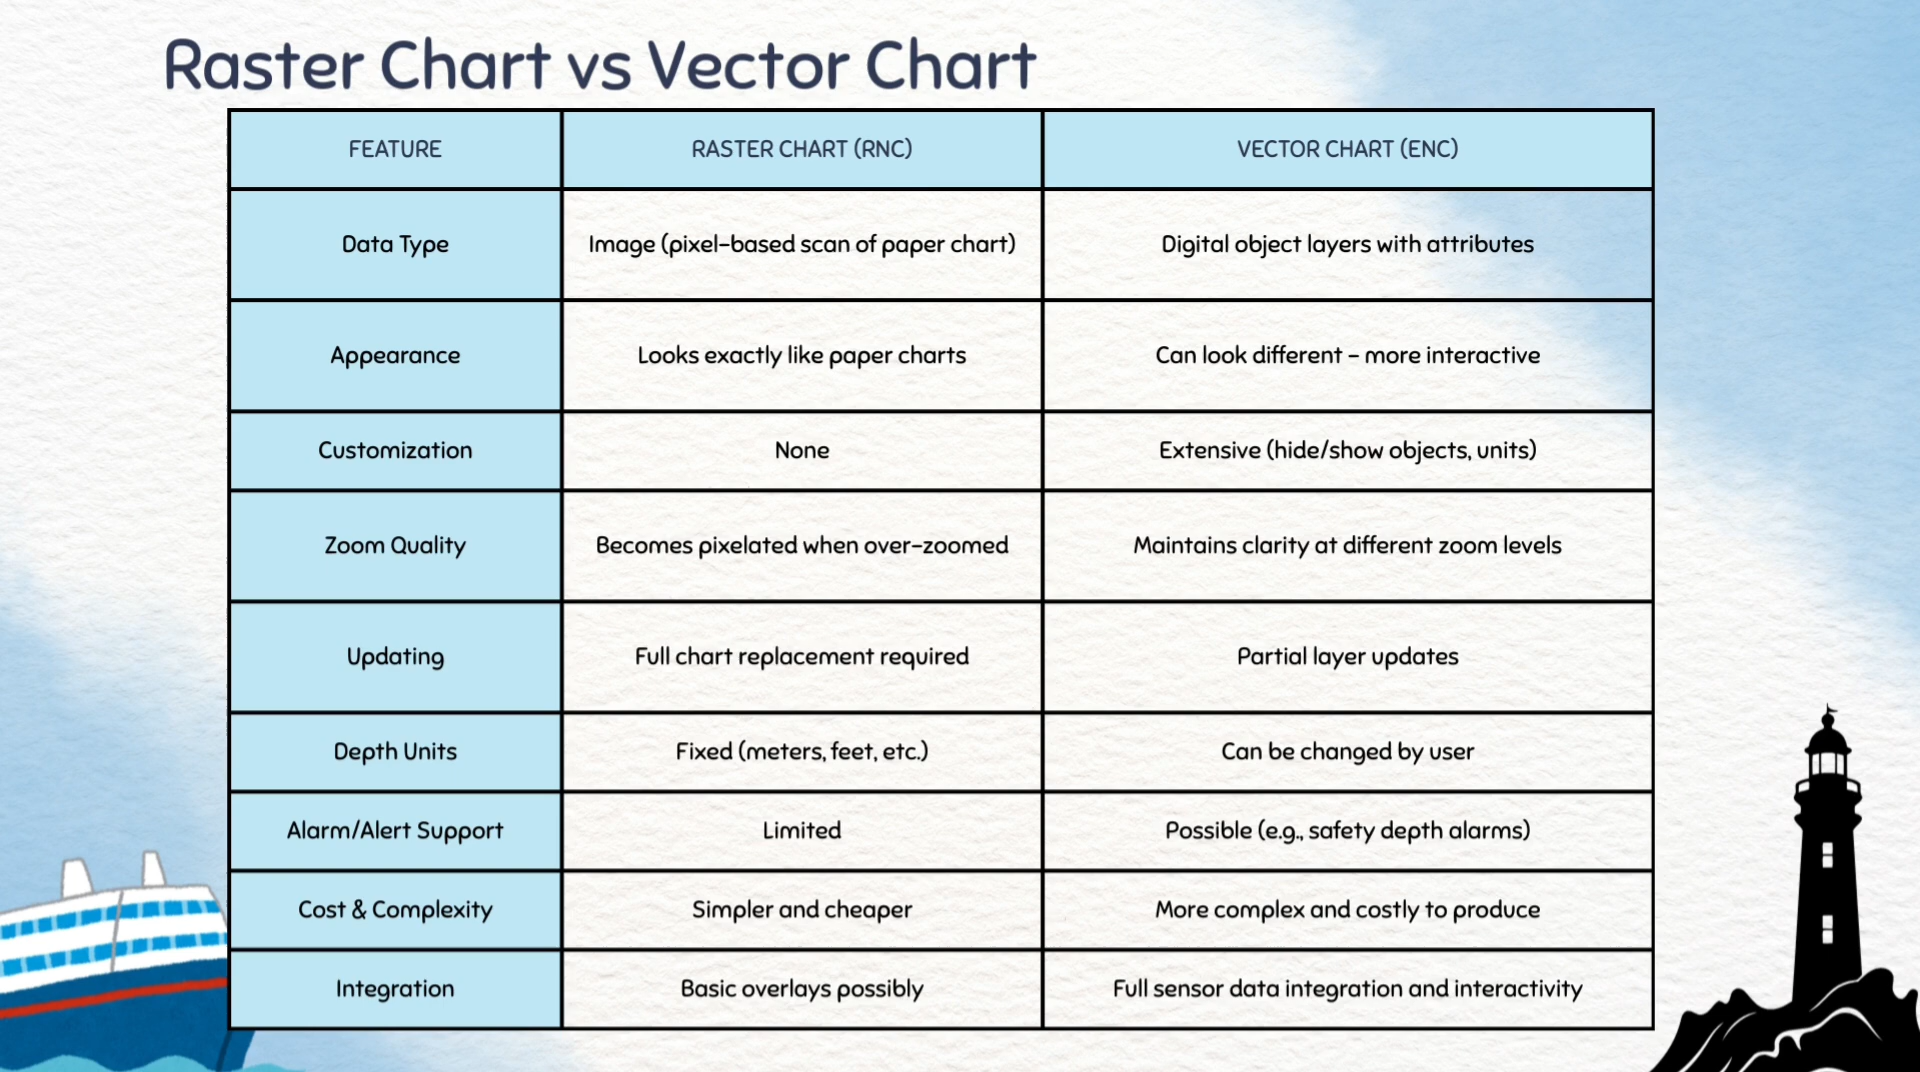 Raster Chart vs Vector Chart
FEATURE
RASTER CHART (RNC)
VECTOR CHART (ENC)
Data Type
Image (pixel-based scan of paper chart)
Digital object layers with attributes
Appearance
Looks exactly like paper charts
Can look different - more interactive
Customization
None
Extensive (hide/show objects, units)
Zoom Quality
Becomes pixelated when over-zoomed
Maintains clarity at different zoom levels
Updating
Full chart replacement required
Partial layer updates
Depth Units
Fixed (meters, feet, etc.)
Can be changed by user
Alarm/Alert Support
Limited
Possible (e.g., safety depth alarms)
Cost & Complexity
Simpler and cheaper
More complex and costly to produce
Integration
Basic overlays possibly
Full sensor data integration and interactivity